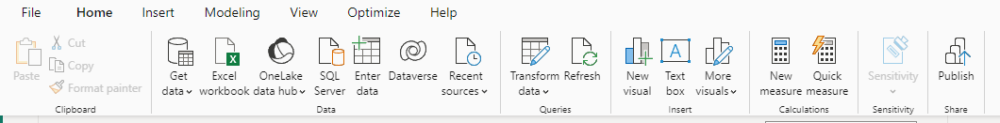 File Home Insert Modeling View Optimize Help
Paste
Cut
Copy
Format painter
Get data
Excel workbook
OneLake data hub
SQL Server
Enter data
Dataverse
Recent sources
Transform data
Refresh
New visual
Text box
More visuals
New measure
Quick measure
Sensitivity
Publish
Clipboard Data Queries Insert Calculations Sensitivity Share